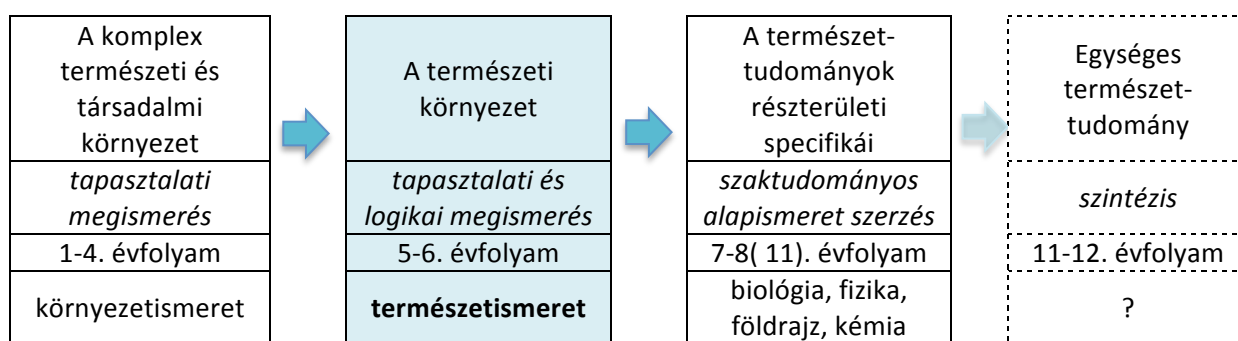 A komplex
természeti és
társadalmi
környezet
tapasztalati
megismerés
1-4. évfolyam
környezetismeret
A természeti
környezet
tapasztalati és
logikai megismerés
5-6. évfolyam
természetismeret
A természet-
tudományok
részterületi
specifikái
szaktudományos
alapismeret szerzés
7-8( 11). évfolyam
biológia, fizika,
földrajz, kémia
Egységes
természet-
tudomány
szintézis
11-12. évfolyam
?